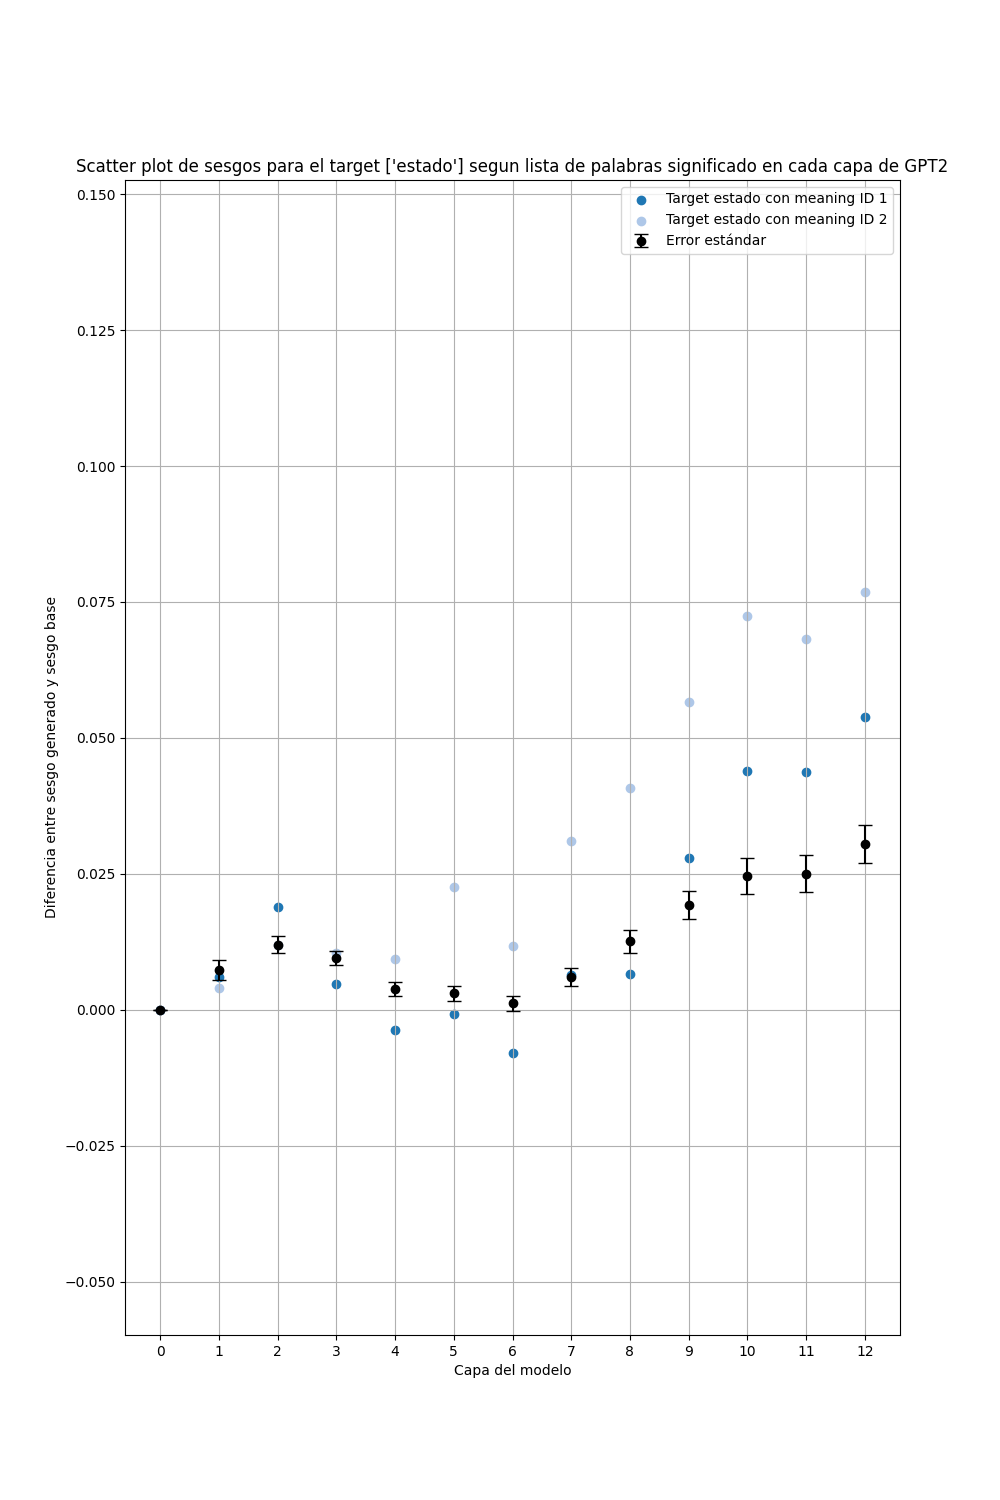 Scatter plot de sesgos para el target ['estado'] segun lista de palabras significado en cada capa de GPT2
Target estado con meaning ID 1
Target estado con meaning ID 2
Error estándar
0.150
0.125
0.100
0.075
0.050
0.025
0.000
−0.025
−0.050
Diferencia entre sesgo generado y sesgo base
0 1 2 3 4 5 6 7 8 9 10 11 12
Capa del modelo